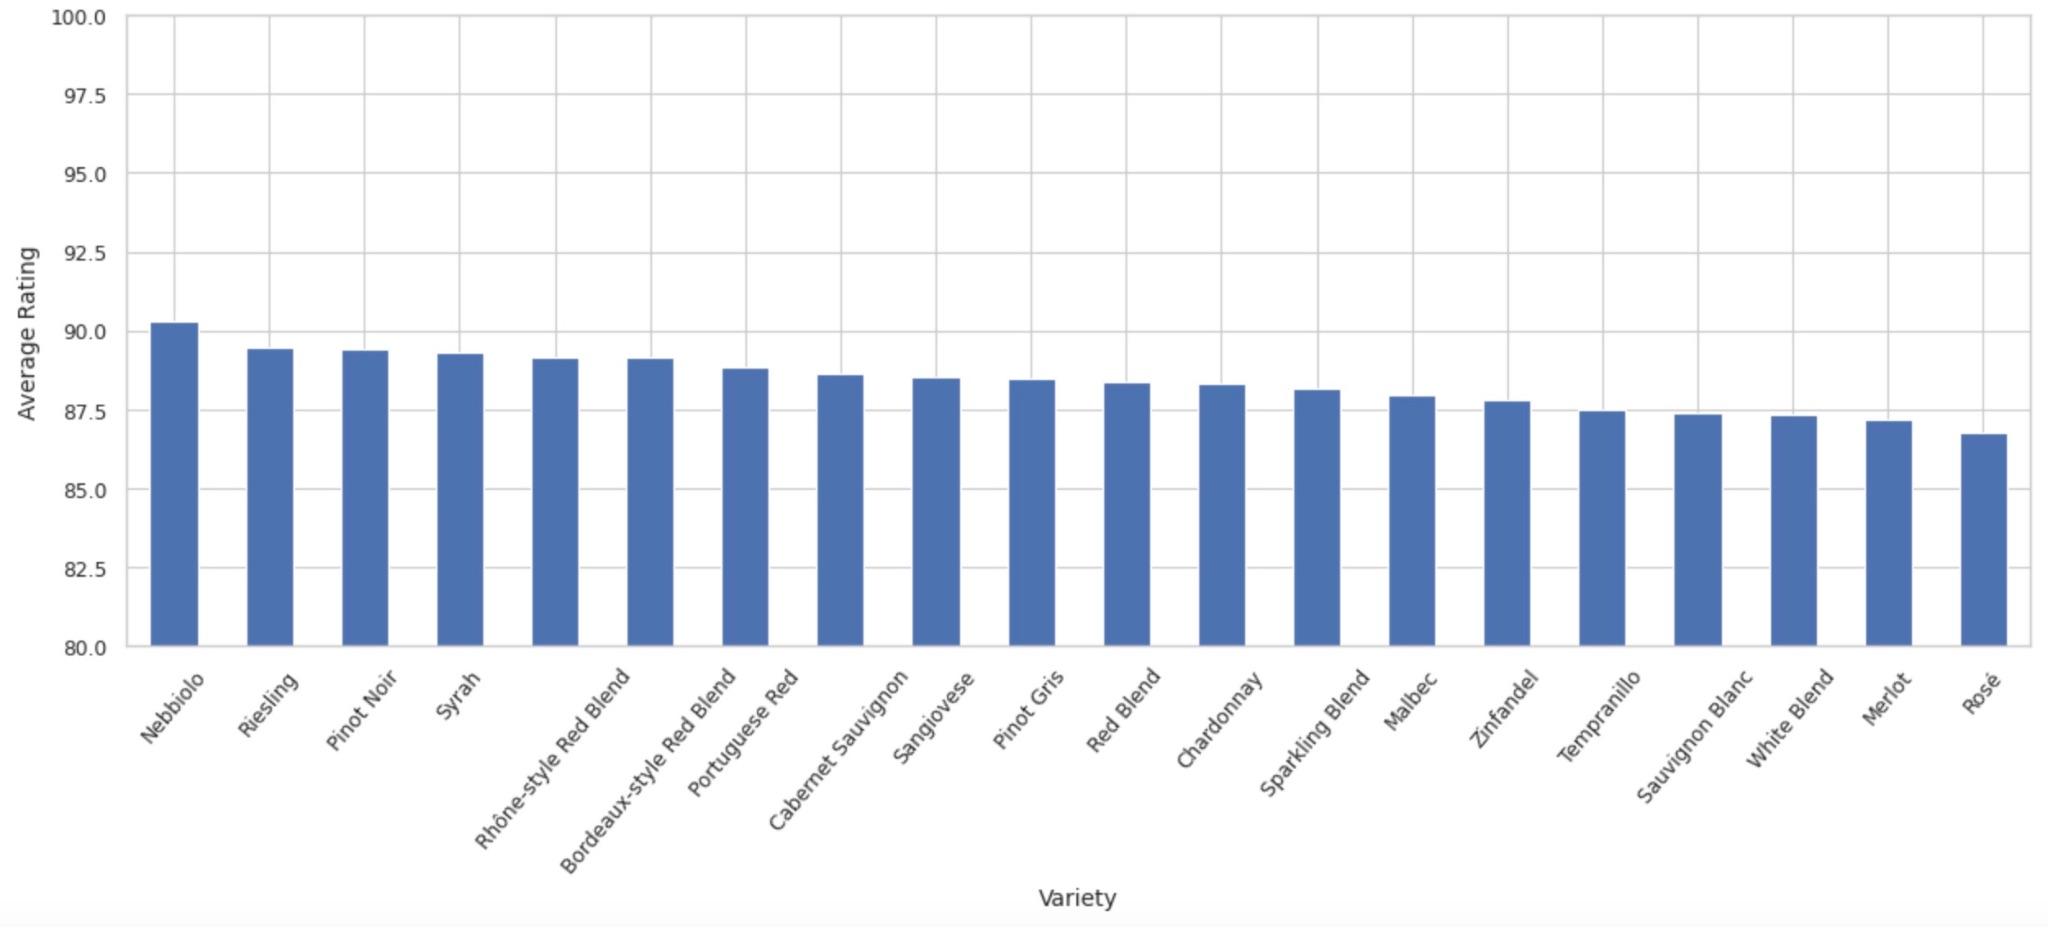 100.0
97.5
95.0
92.5
90.0
87.5
85.0
82.5
80.0
Average Rating
Nebbiolo
Riesling
Pinot Noir
Syrah
Rhône-style Red Blend
Bordeaux-style Red Blend
Portuguese Red
Cabernet Sauvignon
Sangiovese
Pinot Gris
Red Blend
Chardonnay
Sparkling Blend
Malbec
Zinfandel
Tempranillo
Sauvignon Blanc
White Blend
Merlot
Rosé
Variety